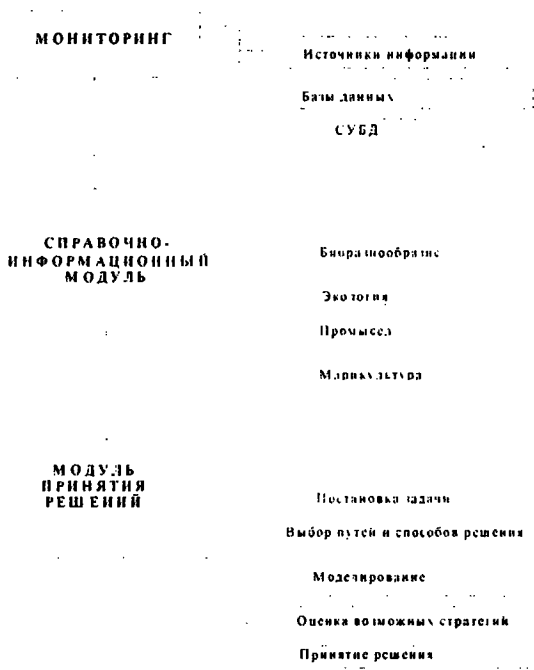 МОНИТОРИНГ
Источники информации
Базы данных
СУБД
СПРАВОЧНО-
ИНФОРМАЦИОННЫЙ
МОДУЛЬ
Биоразнообразие
Экология
Промысел
Марикультура
МОДУЛЬ
ПРИНЯТИЯ
РЕШЕНИЙ
Постановка задачи
Выбор путей и способов решения
Моделирование
Оценка возможных стратегий
Принятие решения